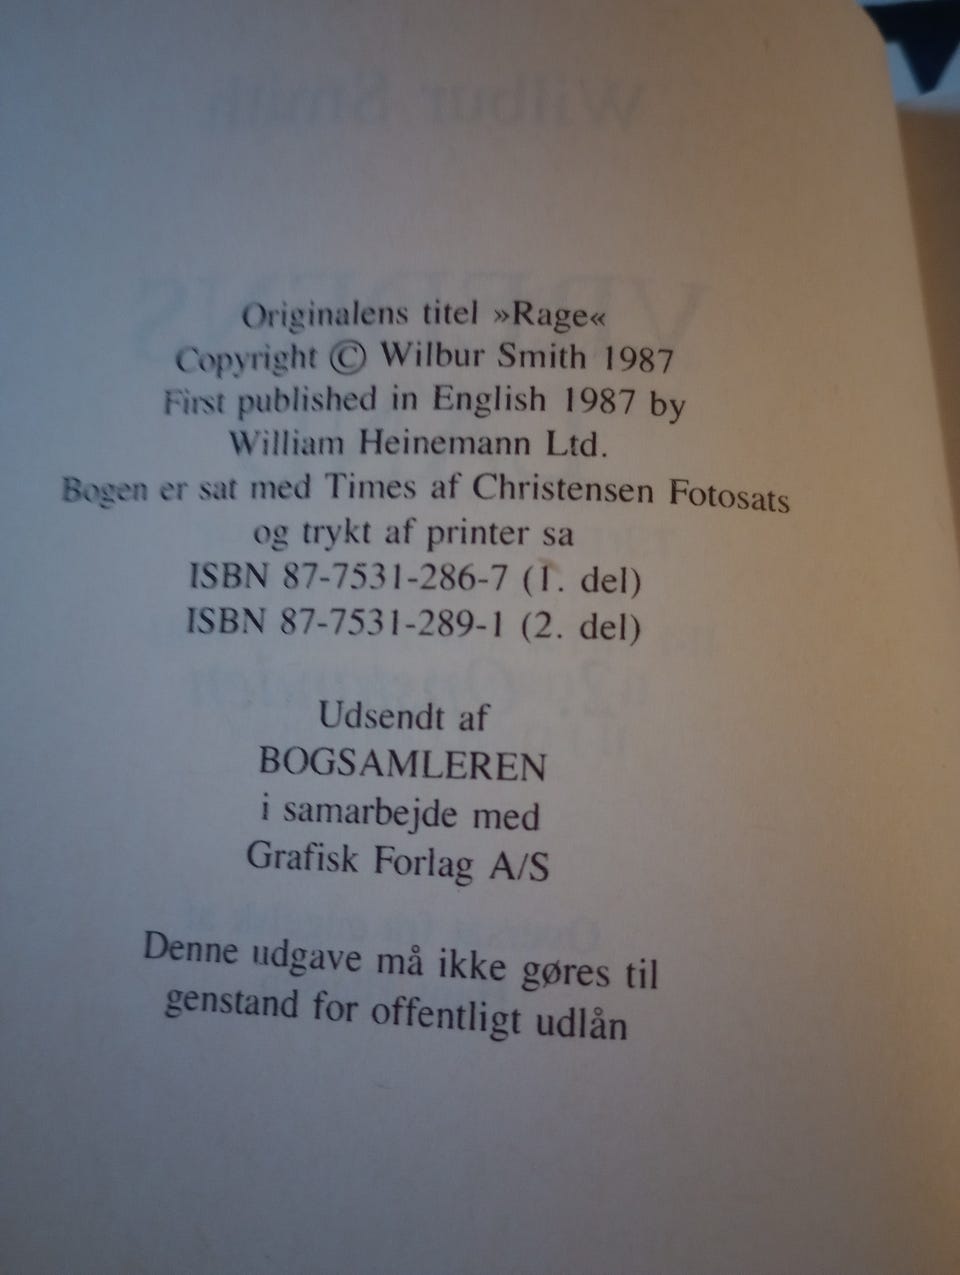 Originalens titel »Rage«
Copyright © Wilbur Smith 1987
First published in English 1987 by
William Heinemann Ltd.
Bogen er sat med Times af Christensen Fotosats
og trykt af printer sa
ISBN 87-7531-286-7 (1. del)
ISBN 87-7531-289-1 (2. del)
Udsendt af
BOGSAMLEREN
i samarbejde med
Grafisk Forlag A/S
Denne udgave må ikke gøres til
genstand for offentligt udlån